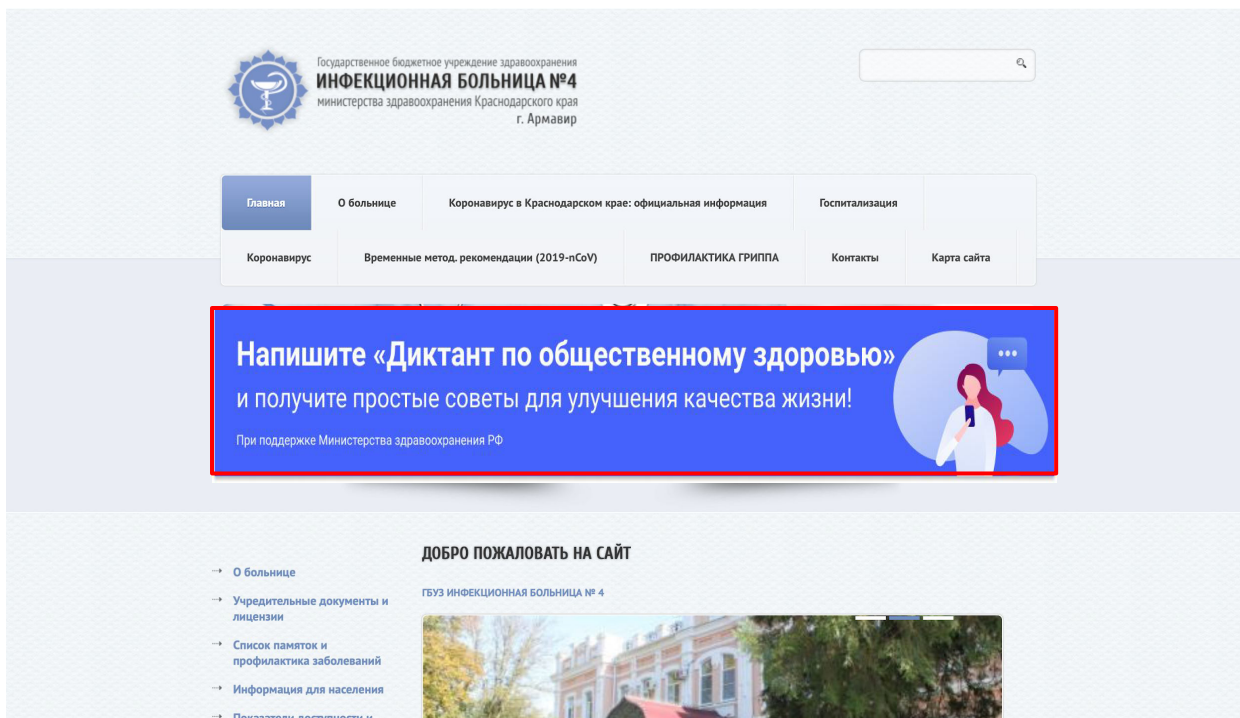 Государственное бюджетное учреждение здравоохранения
ИНФЕКЦИОННАЯ БОЛЬНИЦА №4
министерства здравоохранения Краснодарского края
г. Армавир
Главная
О больнице
Коронавирус в Краснодарском крае: официальная информация
Госпитализация
Коронавирус
Временные метод. рекомендации (2019-nCoV)
ПРОФИЛАКТИКА ГРИППА
Контакты
Карта сайта
Напишите «Диктант по общественному здоровью»
и получите простые советы для улучшения качества жизни!
При поддержке Министерства здравоохранения РФ
О больнице
Учредительные документы и
лицензии
Список памяток и
профилактика заболеваний
Информация для населения
Показатели доступности и
ДОБРО ПОЖАЛОВАТЬ НА САЙТ
ГБУЗ ИНФЕКЦИОННАЯ БОЛЬНИЦА № 4